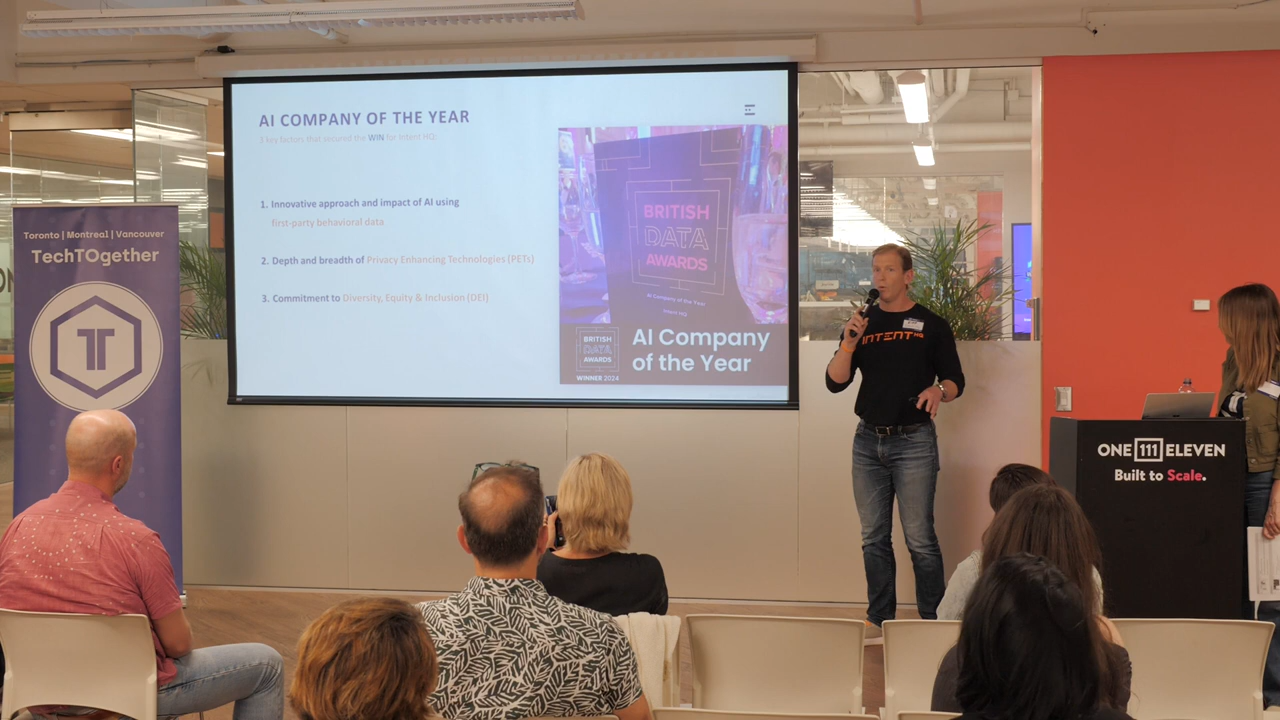 AI COMPANY OF THE YEAR
3 key factors that secured the WIN for Intent HQ:
1. Innovative approach and impact of AI using
first-party behavioral data
2. Depth and breadth of Privacy Enhancing Technologies (PETs)
3. Commitment to Diversity, Equity & Inclusion (DEI)
BRITISH
DATA
AWARDS
AI Company of the Year
Intent HQ
BRITISH
DATA
AWARDS
WINNER 2024
AI Company
of the Year
Toronto | Montreal | Vancouver
TechTOgether
TT
INTENT HQ
ONE 111 ELEVEN
Built to Scale.